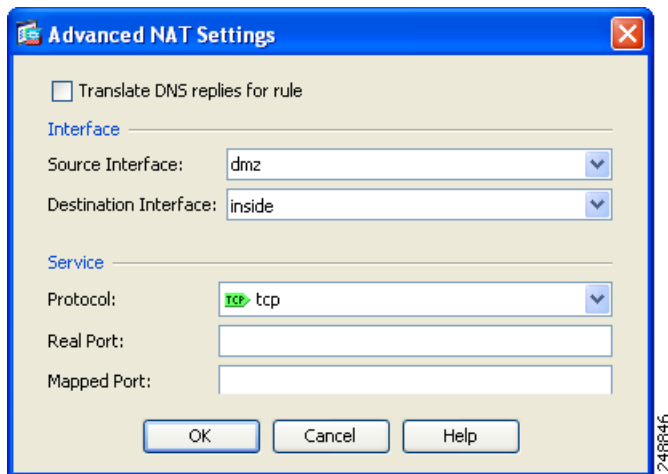 Advanced NAT Settings
Translate DNS replies for rule
Interface
Source Interface: dmz
Destination Interface: inside
Service
Protocol: TCP tcp
Real Port:
Mapped Port:
OK Cancel Help
248846